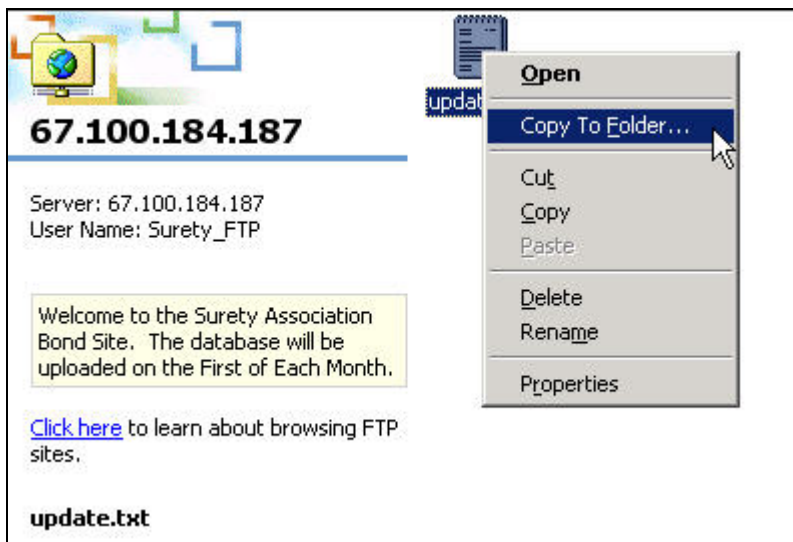 67.100.184.187
Server: 67.100.184.187
User Name: Surety_FTP
Welcome to the Surety Association
Bond Site. The database will be
uploaded on the First of Each Month.
Click here to learn about browsing FTP
sites.
update.txt
updat
Open
Copy To Folder...
Cut
Copy
Paste
Delete
Rename
Properties